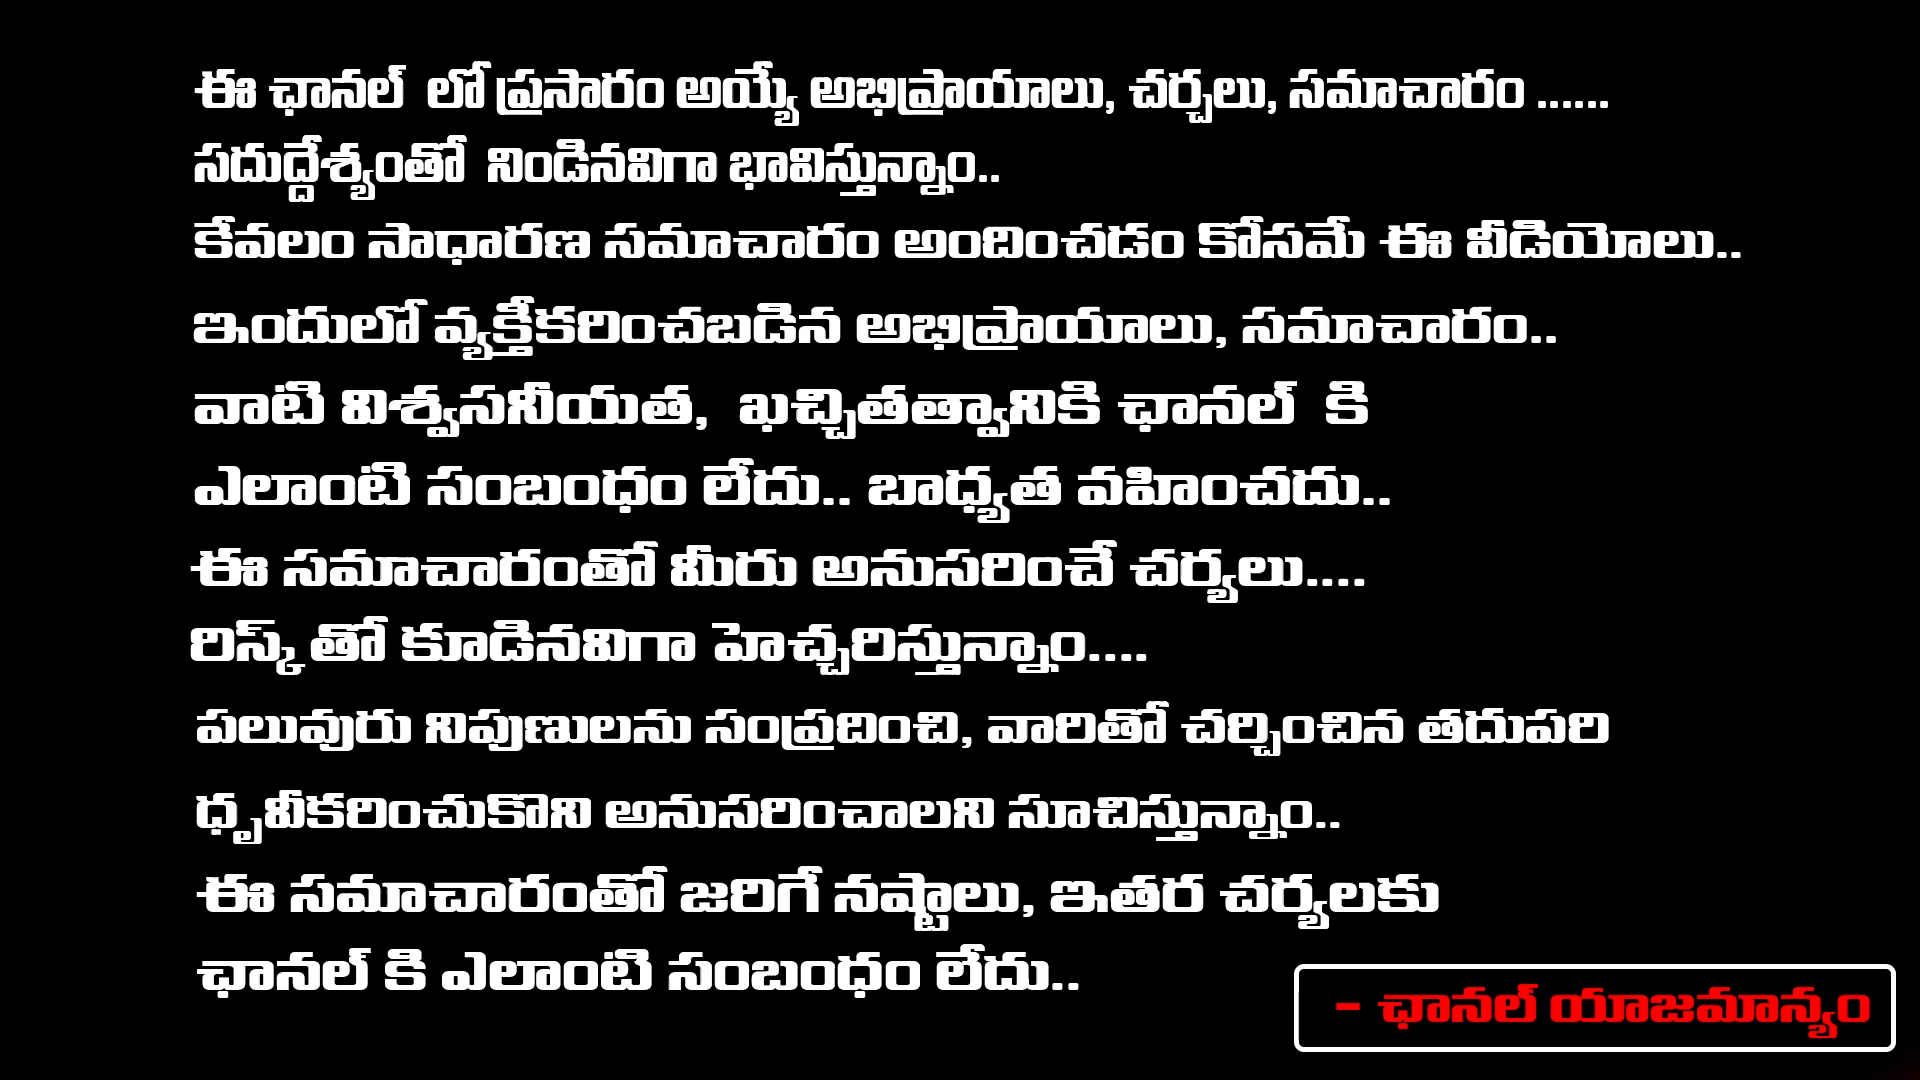 ఈ ఛానల్ లో ప్రసారం అయ్యే అభిప్రాయాలు, చర్చలు, సమాచారం ......
సదుద్దేశ్యంతో నిండినవిగా భావిస్తున్నాం..
కేవలం సాధారణ సమాచారం అందించడం కోసమే ఈ వీడియోలు..
ఇందులో వ్యక్తీకరించబడిన అభిప్రాయాలు, సమాచారం..
వాటి విశ్వసనీయత, ఖచ్చితత్వానికి ఛానల్ కి
ఎలాంటి సంబంధం లేదు.. బాధ్యత వహించదు..
ఈ సమాచారంతో మీరు అనుసరించే చర్యలు....
రిస్క్ తో కూడినవిగా హెచ్చరిస్తున్నాం....
పలువురు నిపుణులను సంప్రదించి, వారితో చర్చించిన తదుపరి
ధృవీకరించుకొని అనుసరించాలని సూచిస్తున్నాం..
ఈ సమాచారంతో జరిగే నష్టాలు, ఇతర చర్యలకు
ఛానల్ కి ఎలాంటి సంబంధం లేదు..
- ఛానల్ యాజమాన్యం